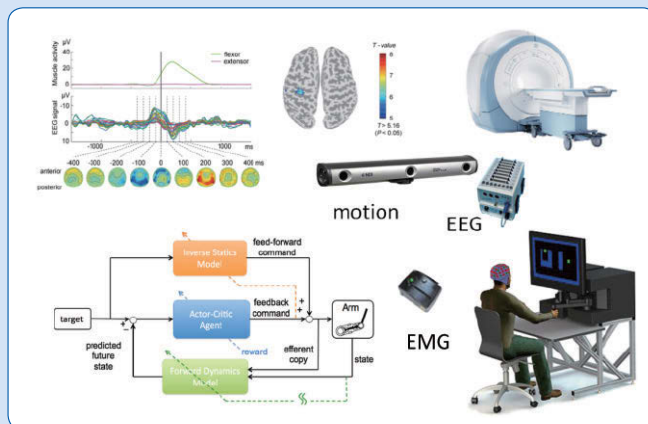 μV
40
20
0
Muscle activity
flexor
extensor
μV
-10
0
10
EEG signal
-1000
1000
ms
-400
-300
-200
-100
0
100
200
300
400 ms
anterior
posterior
T - value
8
7
6
5
T> 5.16
(P < 0.05)
motion
EEG
EMG
target
predicted
future
state
Inverse Statics
Model
feed-forward
command
Actor-Critic
Agent
feedback
command
reward
Forward Dynamics
Model
efferent
copy
Arm
state
+
+
+
-